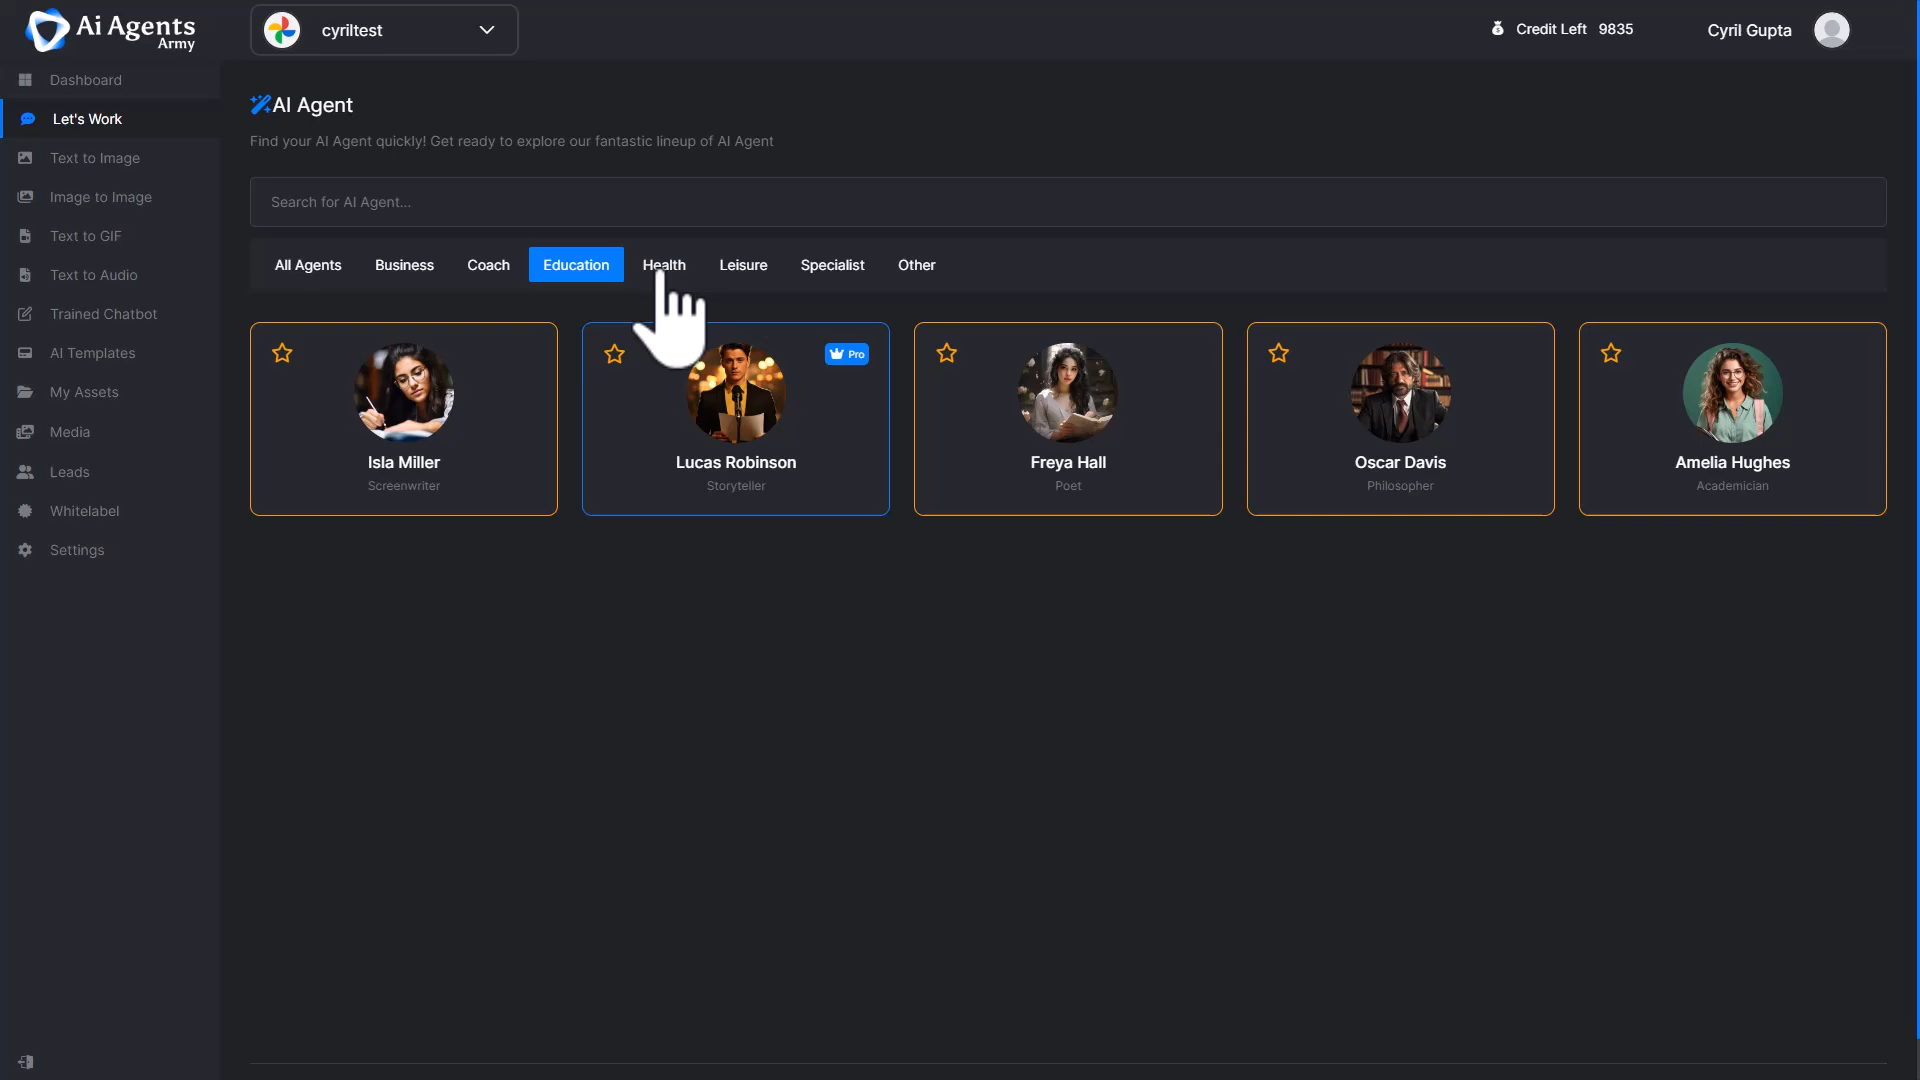 Ai Agents
Army
cyriltest
Credit Left 9835
Cyril Gupta
Dashboard
Let's Work
Text to Image
Image to Image
Text to GIF
Text to Audio
Trained Chatbot
AI Templates
My Assets
Media
Leads
Whitelabel
Settings
AI Agent
Find your AI Agent quickly! Get ready to explore our fantastic lineup of AI Agent
Search for AI Agent...
All Agents Business Coach Education Health Leisure Specialist Other
Isla Miller
Screenwriter
Pro
Lucas Robinson
Storyteller
Freya Hall
Poet
Oscar Davis
Philosopher
Amelia Hughes
Academician